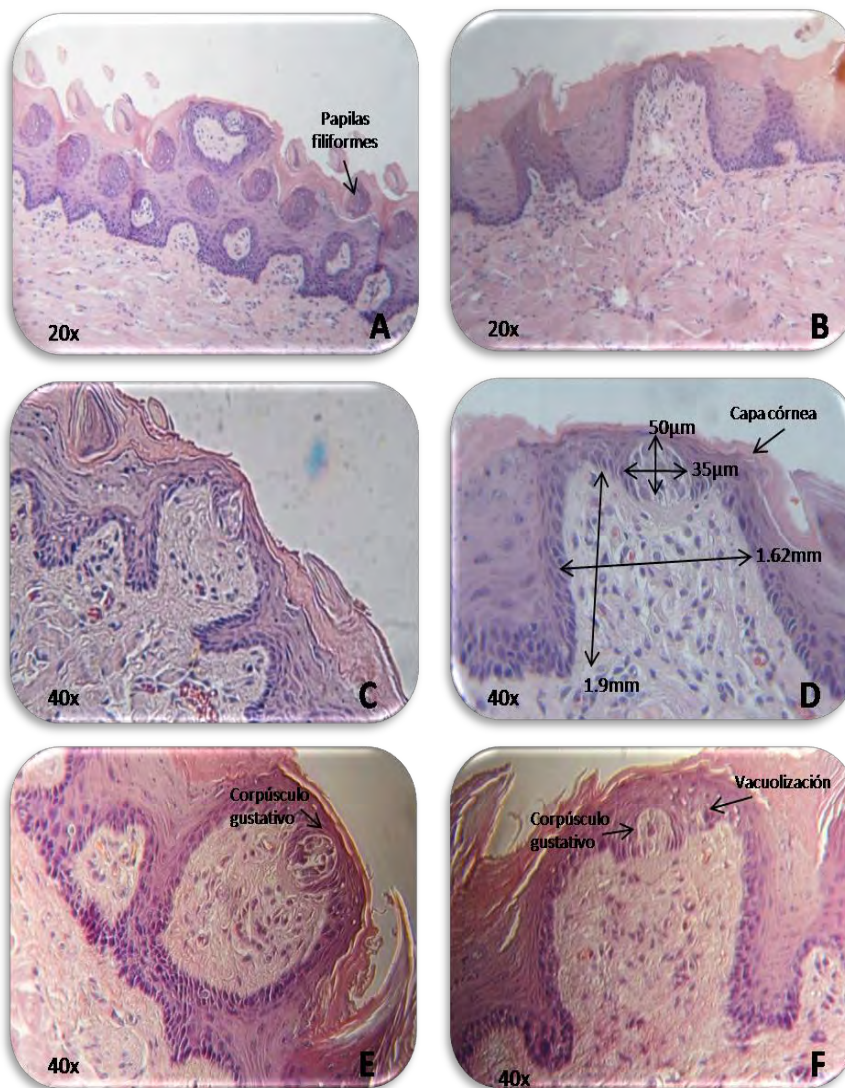 Papilas
filiformes
20x
A
20x
B
40x
C
Capa córnea
50µm
35µm
1.62mm
1.9mm
40x
D
Corpúsculo
gustativo
40x
E
Vacuolización
Corpúsculo
gustativo
40x
F